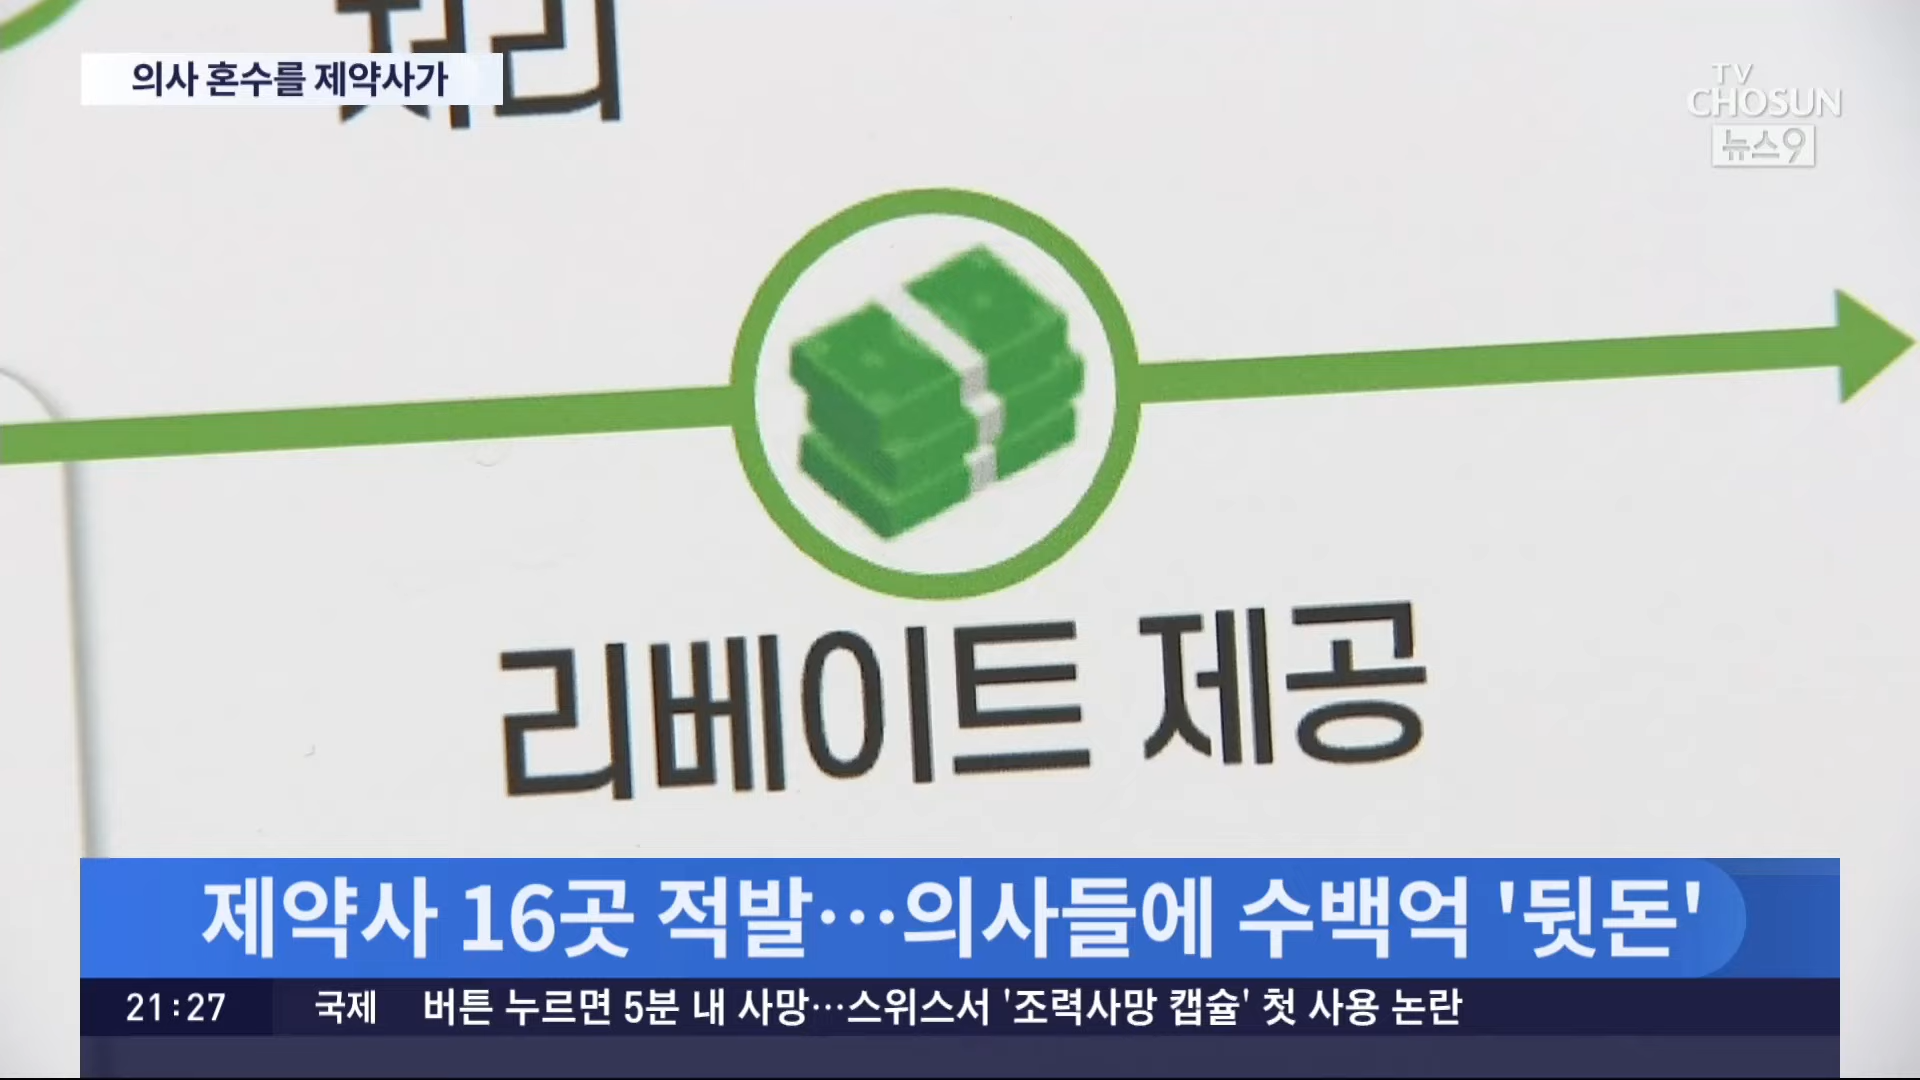 처리
의사 혼수를 제약사가
TV
CHOSUN
뉴스9
리베이트 제공
제약사 16곳 적발…의사들에 수백억 '뒷돈'
21:27 국제 버튼 누르면 5분 내 사망…스위스서 '조력사망 캡슐' 첫 사용 논란